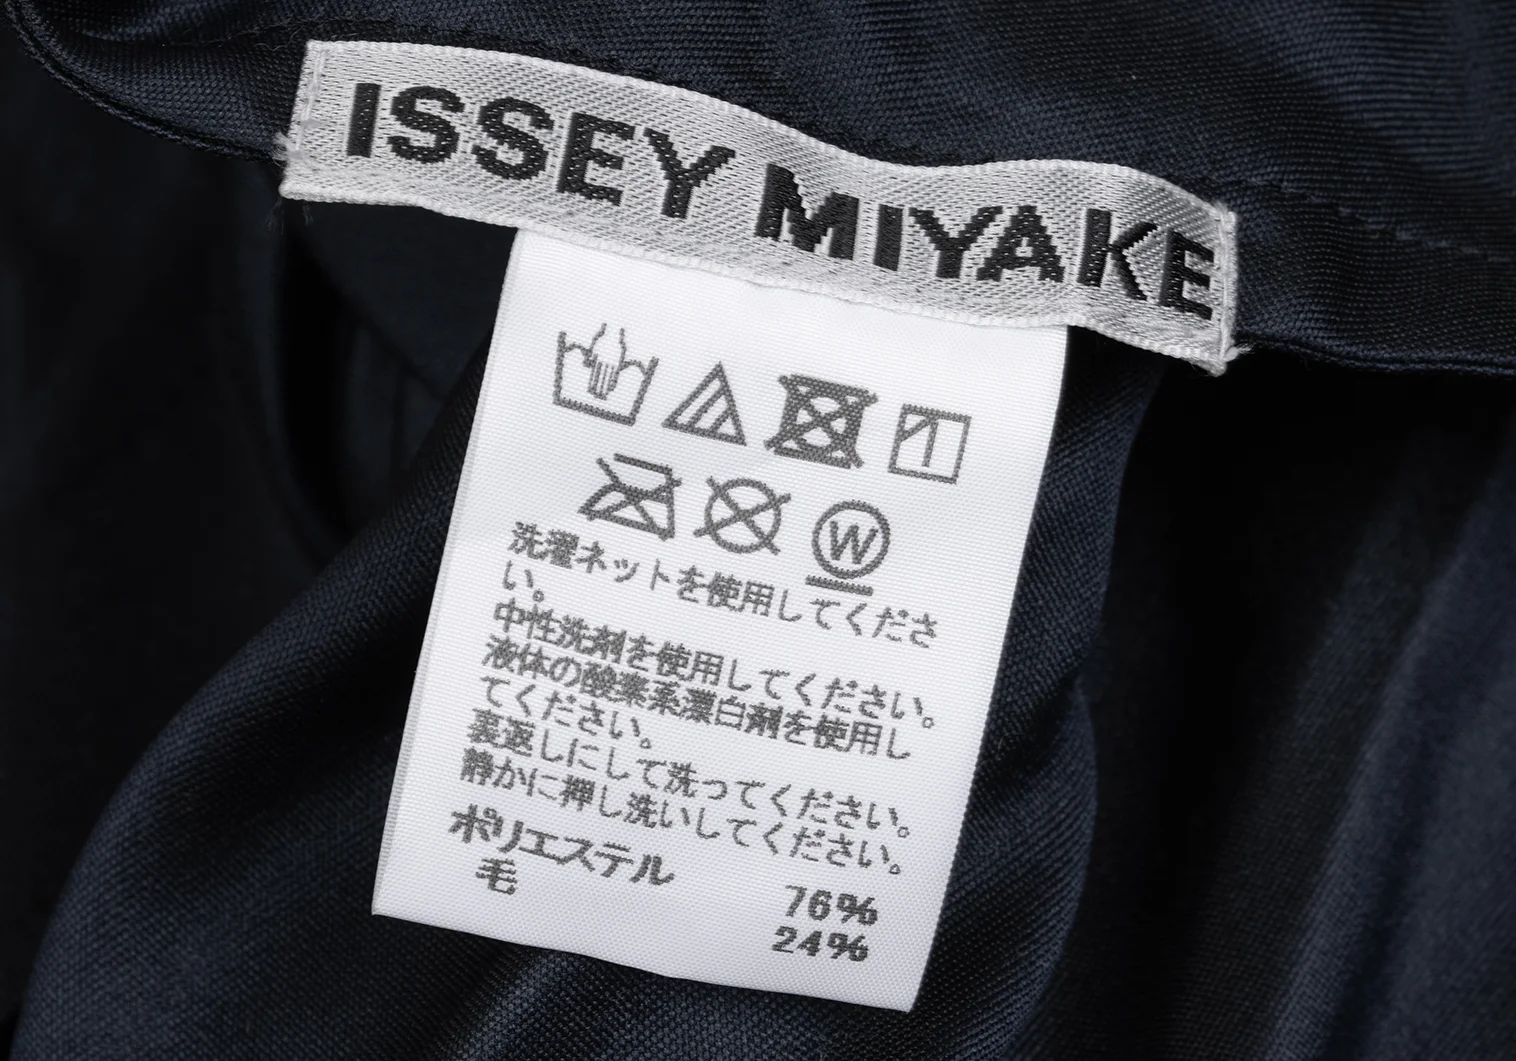 ISSEY MIYAKE
W
洗濯ネットを使用してくださ
い。
中性洗剤を使用してください。
液体の酸素系漂白剤を使用し
てください。
裏返しにして洗ってください。
静かに押し洗いしてください。
ポリエステル 76%
毛 24%